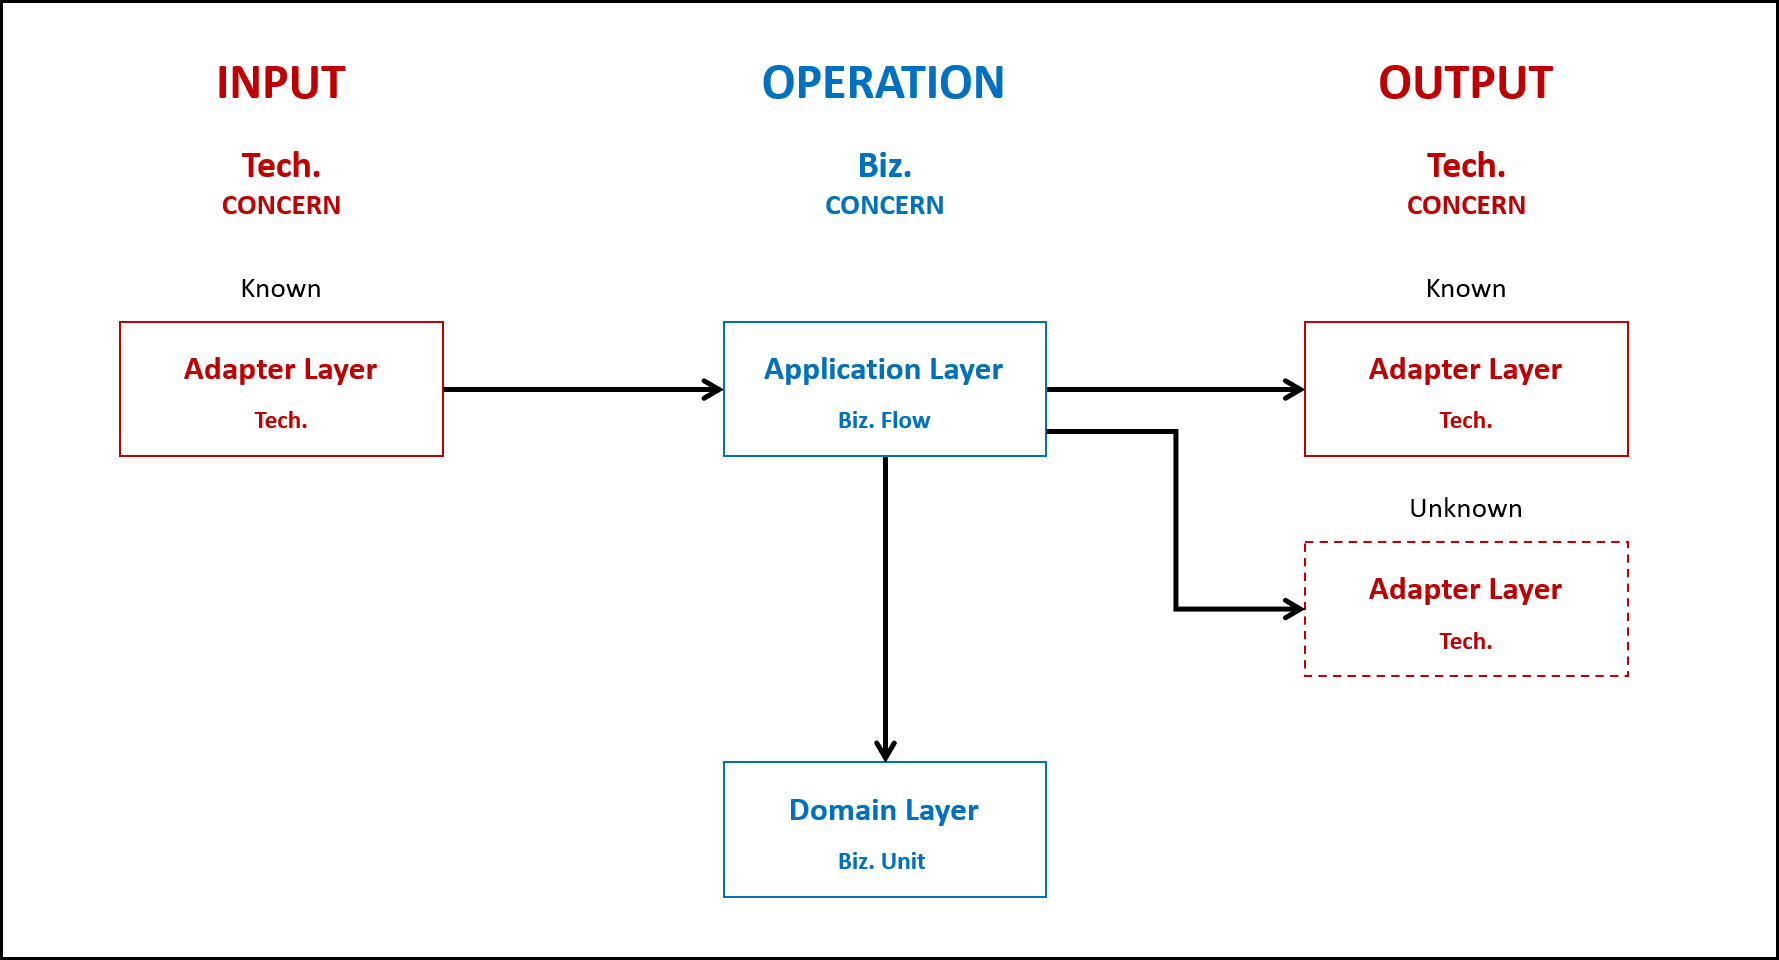 INPUT
OPERATION
OUTPUT
Tech.
CONCERN
Biz.
CONCERN
Tech.
CONCERN
Known
Known
Adapter Layer
Tech.
Application Layer
Biz. Flow
Adapter Layer
Tech.
Unknown
Adapter Layer
Tech.
Domain Layer
Biz. Unit